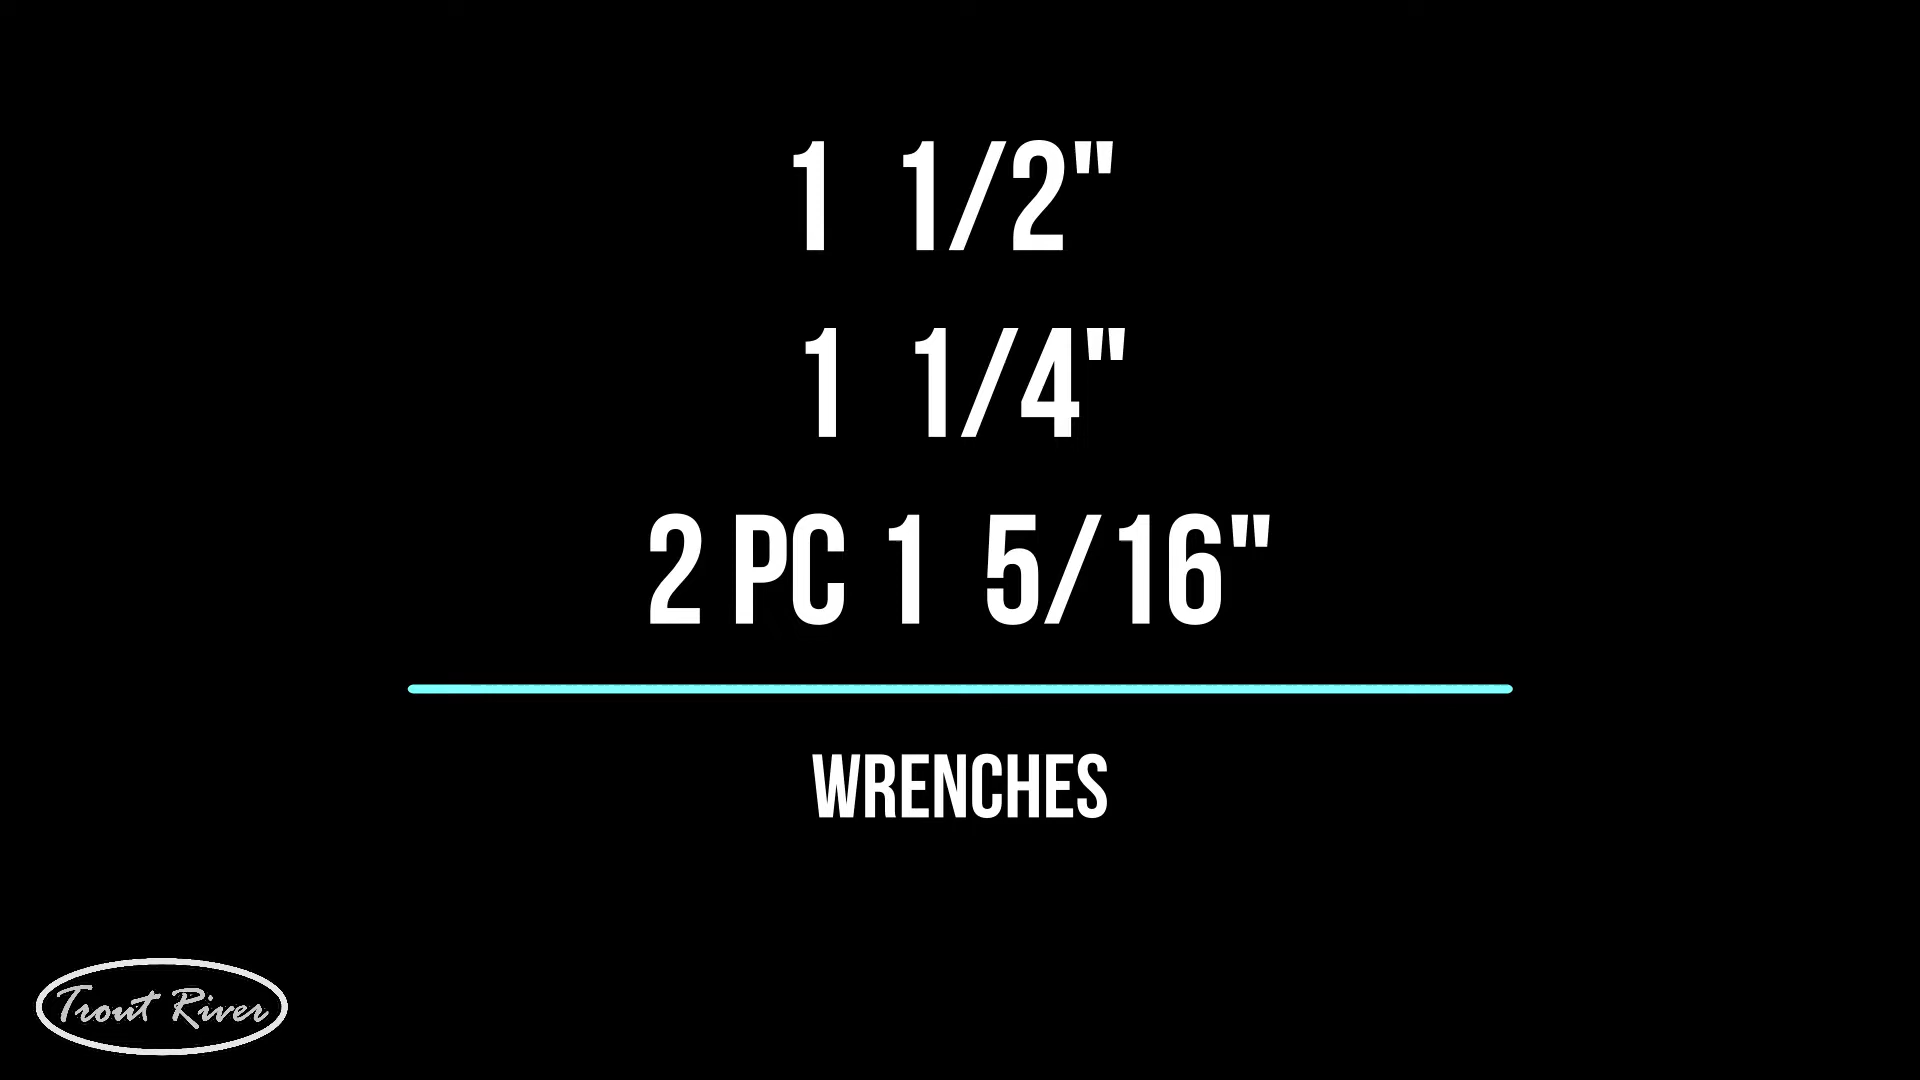 1 1/2"
1 1/4"
2 PC 1 5/16"
WRENCHES
Trout River